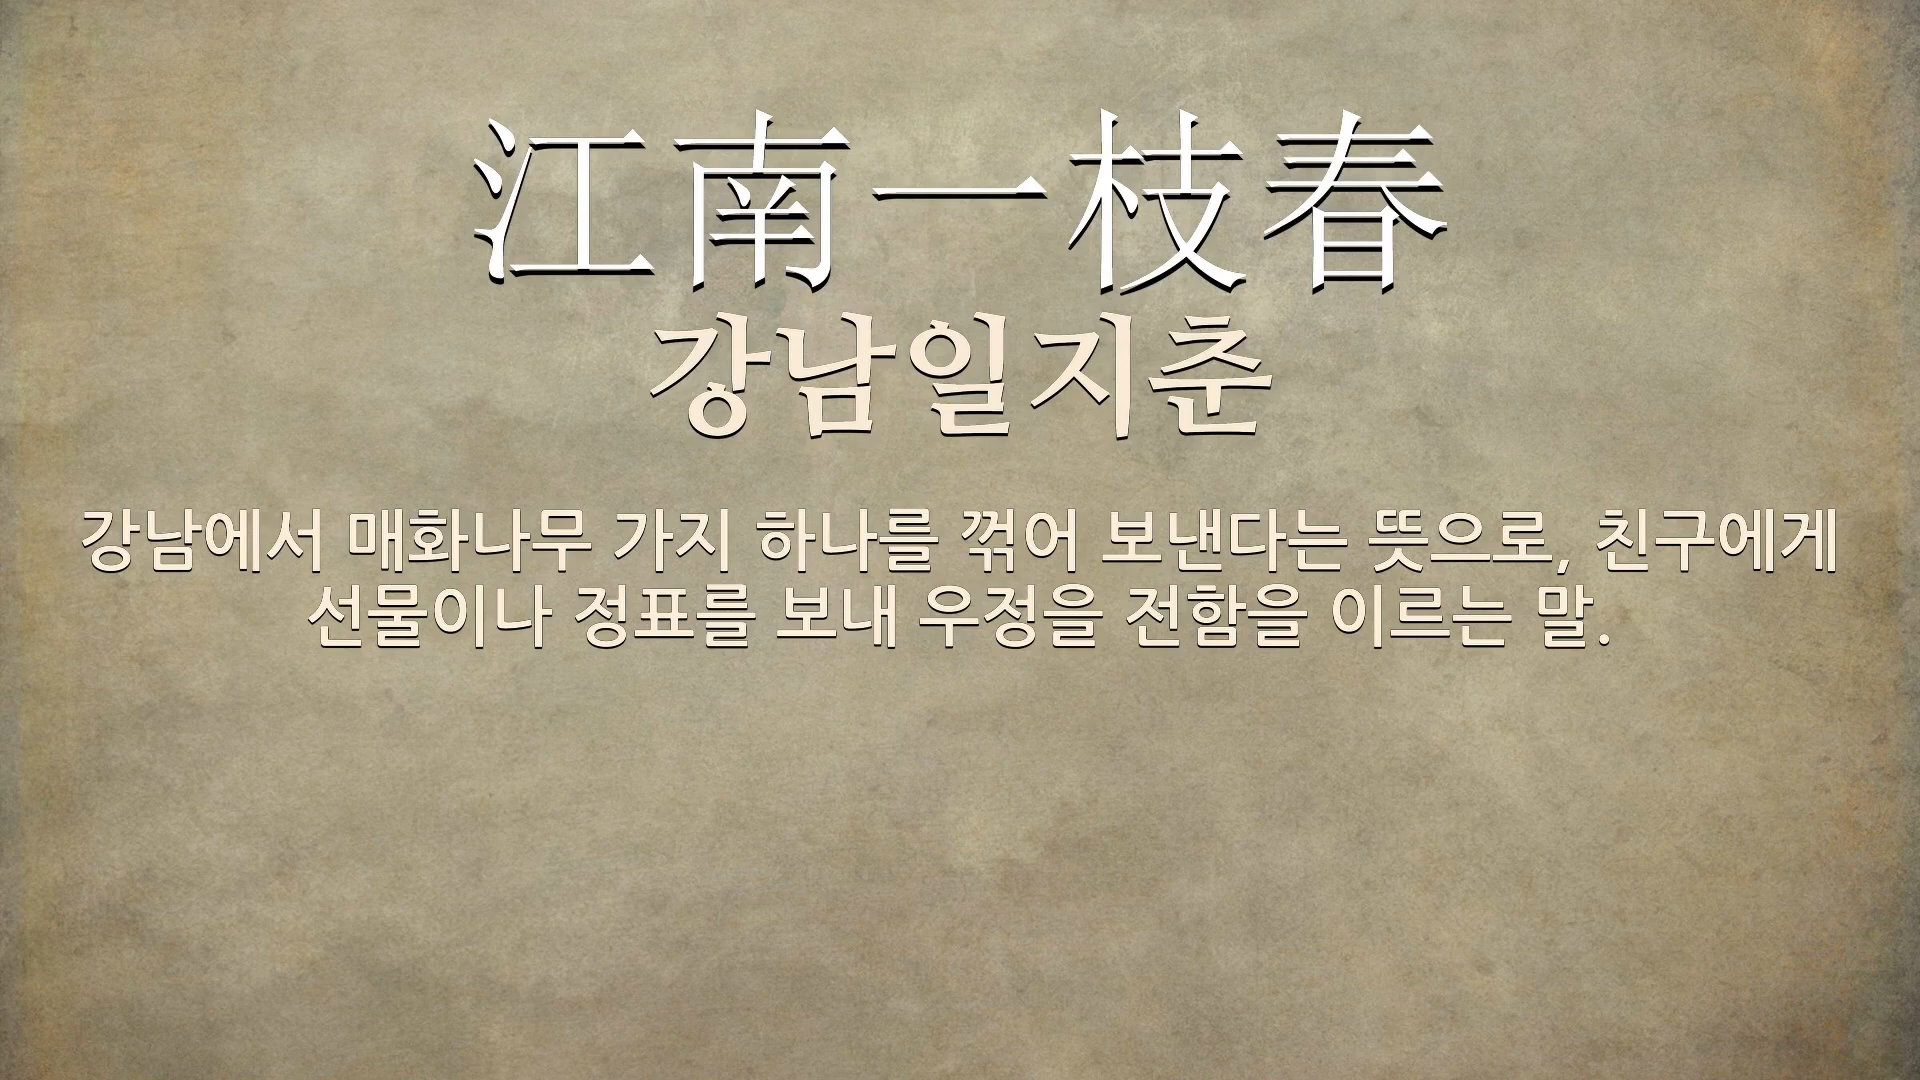 江南一枝春
강남일지춘
강남에서 매화나무 가지 하나를 꺾어 보낸다는 뜻으로, 친구에게
선물이나 정표를 보내 우정을 전함을 이르는 말.